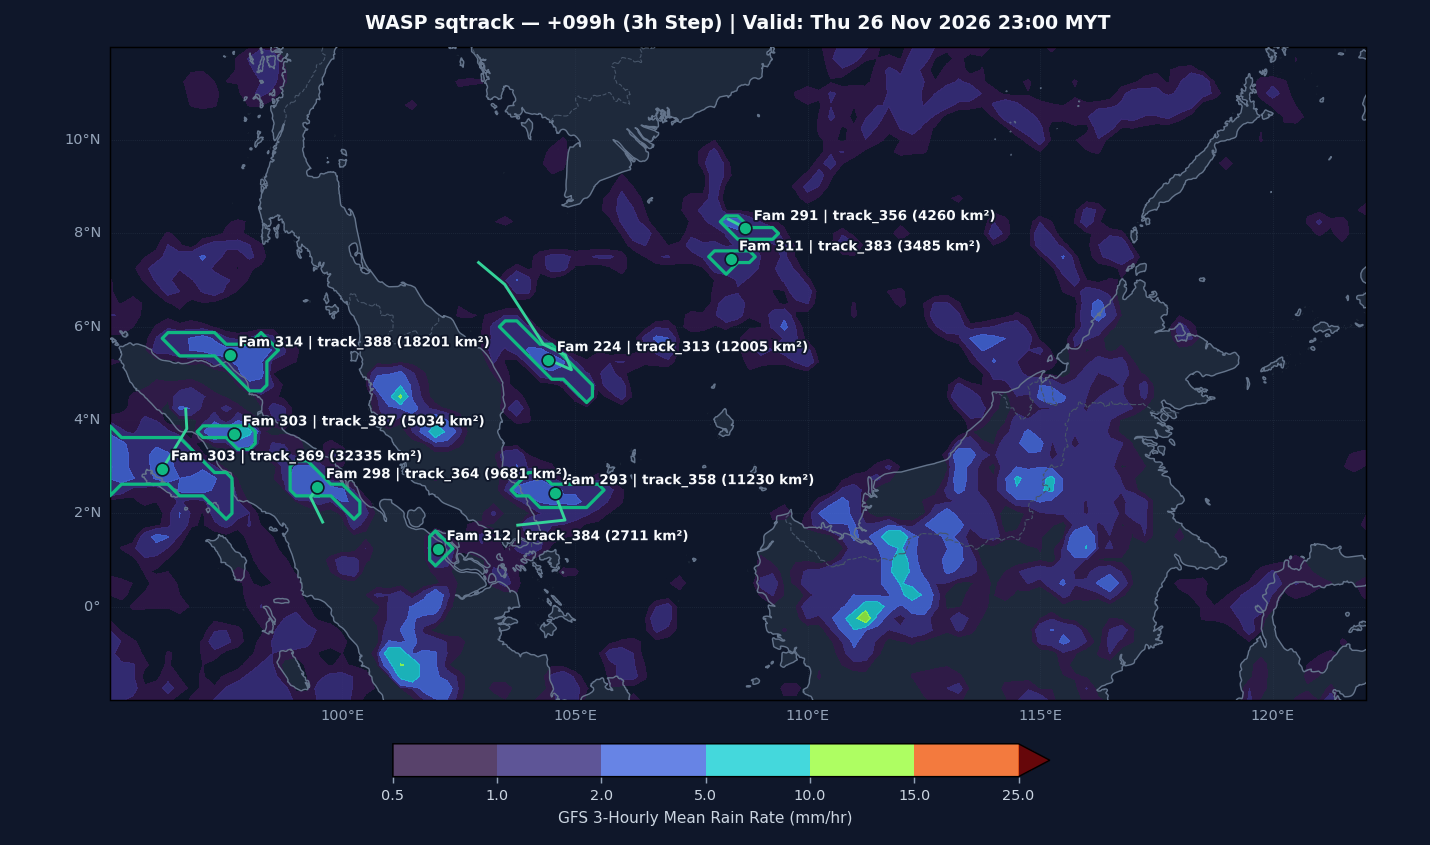 WASP sqtrack — +099h (3h Step) | Valid: Thu 26 Nov 2026 23:00 MYT
10°N
8°N
6°N
4°N
2°N
0°
Fam 291 | track_356 (4260 km²)
Fam 311 | track_383 (3485 km²)
Fam 314 | track_388 (18201 km²)
Fam 224 | track_313 (12005 km²)
Fam 303 | track_387 (5034 km²)
Fam 303 | track_369 (32335 km²)
Fam 298 | track_364 (9681 km²)
Fam 293 | track_358 (11230 km²)
Fam 312 | track_384 (2711 km²)
100°E
105°E
110°E
115°E
120°E
0.5
1.0
2.0
5.0
10.0
15.0
25.0
GFS 3-Hourly Mean Rain Rate (mm/hr)